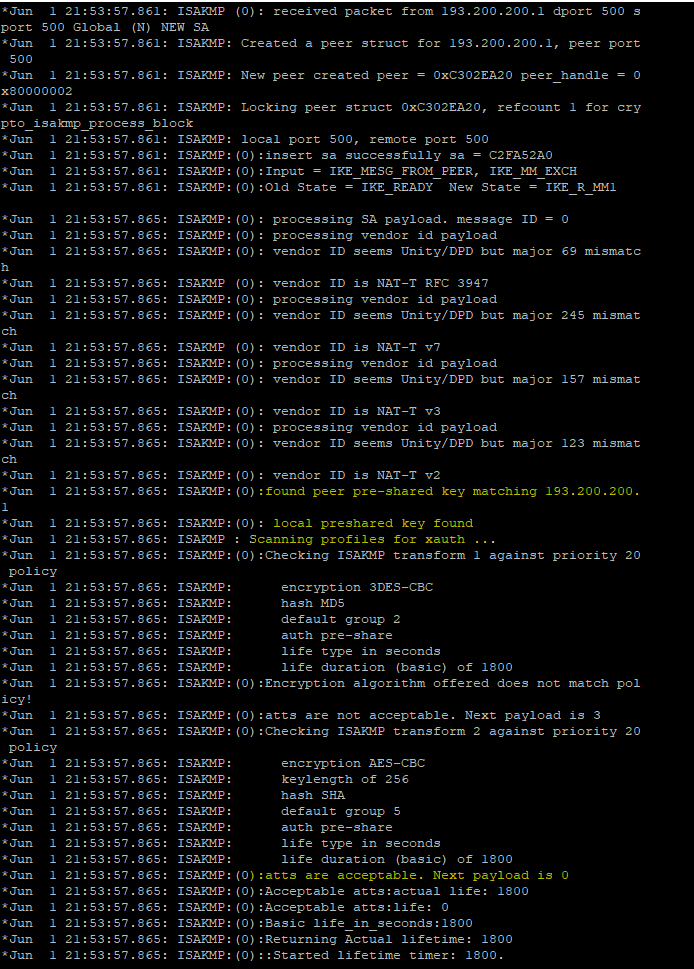 *Jun  1 21:53:57.861: ISAKMP (0): received packet from 193.200.200.1 dport 500 s
port 500 Global (N) NEW SA
*Jun  1 21:53:57.861: ISAKMP: Created a peer struct for 193.200.200.1, peer port
 500
*Jun  1 21:53:57.861: ISAKMP: New peer created peer = 0xC302EA20 peer_handle = 0
x80000002
*Jun  1 21:53:57.861: ISAKMP: Locking peer struct 0xC302EA20, refcount 1 for cry
pto_isakmp_process_block
*Jun  1 21:53:57.861: ISAKMP: local port 500, remote port 500
*Jun  1 21:53:57.861: ISAKMP:(0):insert sa successfully sa = C2FA52A0
*Jun  1 21:53:57.861: ISAKMP:(0):Input = IKE_MESG_FROM_PEER, IKE_MM_EXCH
*Jun  1 21:53:57.861: ISAKMP:(0):Old State = IKE_READY  New State = IKE_R_MM1

*Jun  1 21:53:57.865: ISAKMP:(0): processing SA payload. message ID = 0
*Jun  1 21:53:57.865: ISAKMP:(0): processing vendor id payload
*Jun  1 21:53:57.865: ISAKMP:(0): vendor ID seems Unity/DPD but major 69 mismatc
h
*Jun  1 21:53:57.865: ISAKMP (0): vendor ID is NAT-T RFC 3947
*Jun  1 21:53:57.865: ISAKMP:(0): processing vendor id payload
*Jun  1 21:53:57.865: ISAKMP:(0): vendor ID seems Unity/DPD but major 245 mismat
ch
*Jun  1 21:53:57.865: ISAKMP (0): vendor ID is NAT-T v7
*Jun  1 21:53:57.865: ISAKMP:(0): processing vendor id payload
*Jun  1 21:53:57.865: ISAKMP:(0): vendor ID seems Unity/DPD but major 157 mismat
ch
*Jun  1 21:53:57.865: ISAKMP:(0): vendor ID is NAT-T v3
*Jun  1 21:53:57.865: ISAKMP:(0): processing vendor id payload
*Jun  1 21:53:57.865: ISAKMP:(0): vendor ID seems Unity/DPD but major 123 mismat
ch
*Jun  1 21:53:57.865: ISAKMP:(0): vendor ID is NAT-T v2
*Jun  1 21:53:57.865: ISAKMP:(0):found peer pre-shared key matching 193.200.200.
1
*Jun  1 21:53:57.865: ISAKMP:(0): local preshared key found
*Jun  1 21:53:57.865: ISAKMP : Scanning profiles for xauth ...
*Jun  1 21:53:57.865: ISAKMP:(0):Checking ISAKMP transform 1 against priority 20
 policy
*Jun  1 21:53:57.865: ISAKMP:      encryption 3DES-CBC
*Jun  1 21:53:57.865: ISAKMP:      hash MD5
*Jun  1 21:53:57.865: ISAKMP:      default group 2
*Jun  1 21:53:57.865: ISAKMP:      auth pre-share
*Jun  1 21:53:57.865: ISAKMP:      life type in seconds
*Jun  1 21:53:57.865: ISAKMP:      life duration (basic) of 1800
*Jun  1 21:53:57.865: ISAKMP:(0):Encryption algorithm offered does not match pol
icy!
*Jun  1 21:53:57.865: ISAKMP:(0):atts are not acceptable. Next payload is 3
*Jun  1 21:53:57.865: ISAKMP:(0):Checking ISAKMP transform 2 against priority 20
 policy
*Jun  1 21:53:57.865: ISAKMP:      encryption AES-CBC
*Jun  1 21:53:57.865: ISAKMP:      keylength of 256
*Jun  1 21:53:57.865: ISAKMP:      hash SHA
*Jun  1 21:53:57.865: ISAKMP:      default group 5
*Jun  1 21:53:57.865: ISAKMP:      auth pre-share
*Jun  1 21:53:57.865: ISAKMP:      life type in seconds
*Jun  1 21:53:57.865: ISAKMP:      life duration (basic) of 1800
*Jun  1 21:53:57.865: ISAKMP:(0):atts are acceptable. Next payload is 0
*Jun  1 21:53:57.865: ISAKMP:(0):Acceptable atts:actual life: 1800
*Jun  1 21:53:57.865: ISAKMP:(0):Acceptable atts:life: 0
*Jun  1 21:53:57.865: ISAKMP:(0):Basic life_in_seconds:1800
*Jun  1 21:53:57.865: ISAKMP:(0):Returning Actual lifetime: 1800
*Jun  1 21:53:57.865: ISAKMP:(0)::Started lifetime timer: 1800.